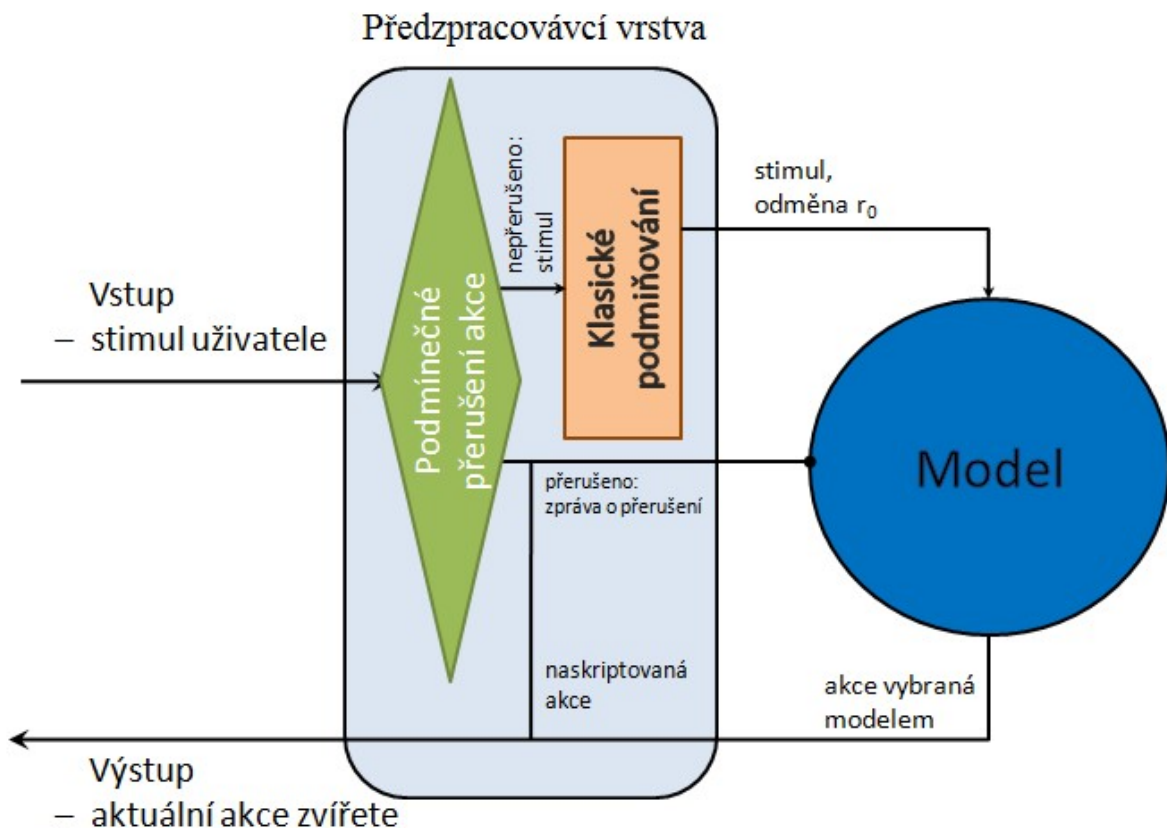 Předzpracovávcí vrstva
Vstup
– stimul uživatele
Podmínečné
přerušení akce
nepřerušeno:
stimul
Klasické
podmiňování
stimul,
odměna r₀
Model
přerušeno:
zpráva o přerušení
naskriptovaná
akce
akce vybraná
modelem
Výstup
– aktuální akce zvířete